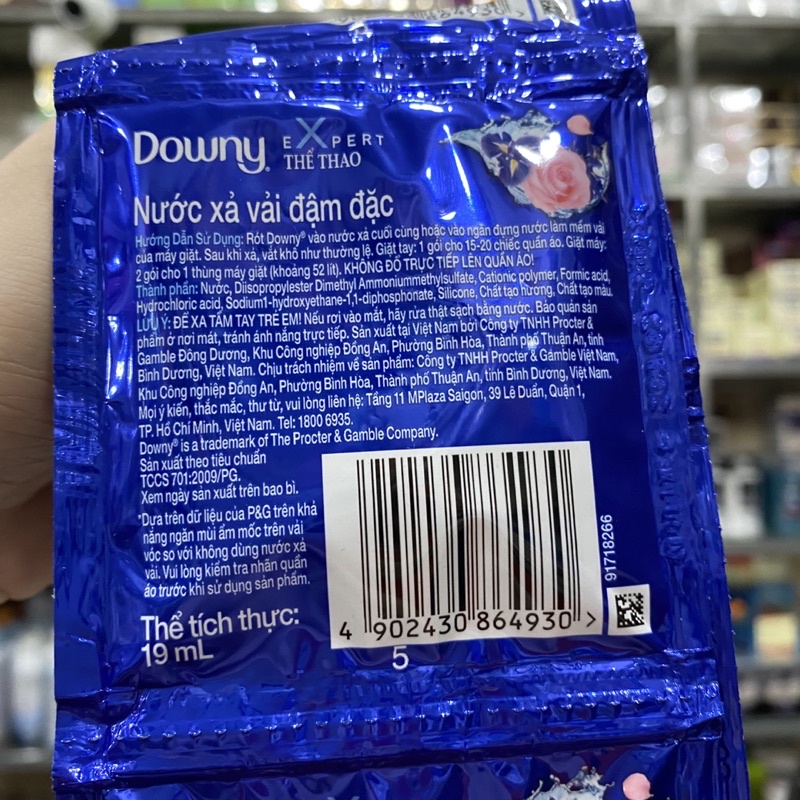 Downy EXPERT
THỂ THAO
Nước xả vải đậm đặc
Hướng Dẫn Sử Dụng: Rót Downy® vào nước xả cuối cùng hoặc vào ngăn đựng nước làm mềm vải
của máy giặt. Sau khi xả, vắt khô như thường lệ. Giặt tay: 1 gói cho 15-20 chiếc quần áo. Giặt máy:
2 gói cho 1 thùng máy giặt (khoảng 52 lít). KHÔNG ĐỔ TRỰC TIẾP LÊN QUẦN ÁO!
Thành phần: Nước, Diisopropylester Dimethyl Ammoniummethylsulfate, Cationic polymer, Formic acid,
Hydrochloric acid, Sodium1-hydroxyethane-1,1-diphosphonate, Silicone, Chất tạo hương, Chất tạo màu.
LƯU Ý: ĐỂ XA TẦM TAY TRẺ EM! Nếu rơi vào mắt, hãy rửa thật sạch bằng nước. Bảo quản sản
phẩm ở nơi mát, tránh ánh nắng trực tiếp. Sản xuất tại Việt Nam bởi Công ty TNHH Procter &
Gamble Đông Dương, Khu Công nghiệp Đồng An, Phường Bình Hòa, Thành phố Thuận An, tỉnh
Bình Dương, Việt Nam. Chịu trách nhiệm về sản phẩm: Công ty TNHH Procter & Gamble Việt Nam,
Khu Công nghiệp Đồng An, Phường Bình Hòa, Thành phố Thuận An, tỉnh Bình Dương, Việt Nam.
Mọi ý kiến, thắc mắc, thư từ, vui lòng liên hệ: Tầng 11 MPlaza Saigon, 39 Lê Duẩn, Quận 1,
TP. Hồ Chí Minh, Việt Nam. Tel: 1800 6935.
Downy® is a trademark of The Procter & Gamble Company.
Sản xuất theo tiêu chuẩn
TCCS 701:2009/PG.
Xem ngày sản xuất trên bao bì.
*Dựa trên dữ liệu của P&G trên khả
năng ngăn mùi ẩm mốc trên vải
vóc so với không dùng nước xả
vải. Vui lòng kiểm tra nhãn quần
áo trước khi sử dụng sản phẩm.
Thể tích thực:
19 mL
4 902430 864930 >
5
91718266